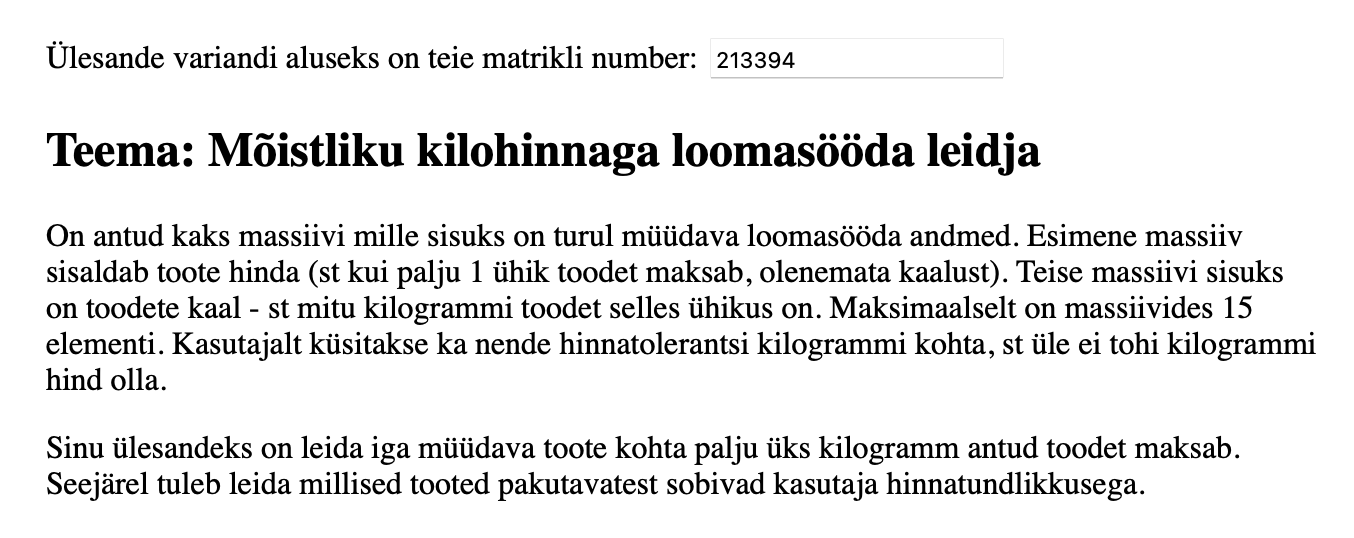 Ülesande variandi aluseks on teie matrikli number: 213394
Teema: Mõistliku kilohinnaga loomasööda leidja
On antud kaks massiivi mille sisuks on turul müüdava loomasööda andmed. Esimene massiiv
sisaldab toote hinda (st kui palju 1 ühik toodet maksab, olenemata kaalust). Teise massiivi sisuks
on toodete kaal - st mitu kilogrammi toodet selles ühikus on. Maksimaalselt on massiivides 15
elementi. Kasutajalt küsitakse ka nende hinnatolerantsi kilogrammi kohta, st üle ei tohi kilogrammi
hind olla.
Sinu ülesandeks on leida iga müüdava toote kohta palju üks kilogramm antud toodet maksab.
Seejärel tuleb leida millised tooted pakutavatest sobivad kasutaja hinnatundlikkusega.